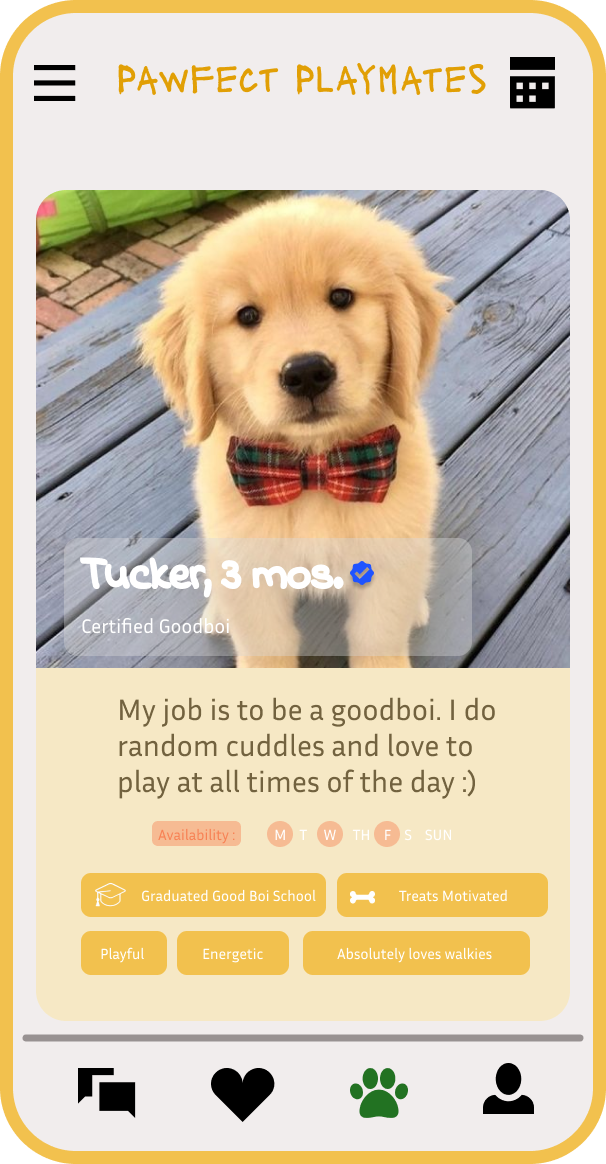 PAWFECT PLAYMATES
Tucker, 3 mos.
Certified Goodboi
My job is to be a goodboi. I do
random cuddles and love to
play at all times of the day :)
Availability : M T W TH F S SUN
Graduated Good Boi School Treats Motivated
Playful Energetic Absolutely loves walkies